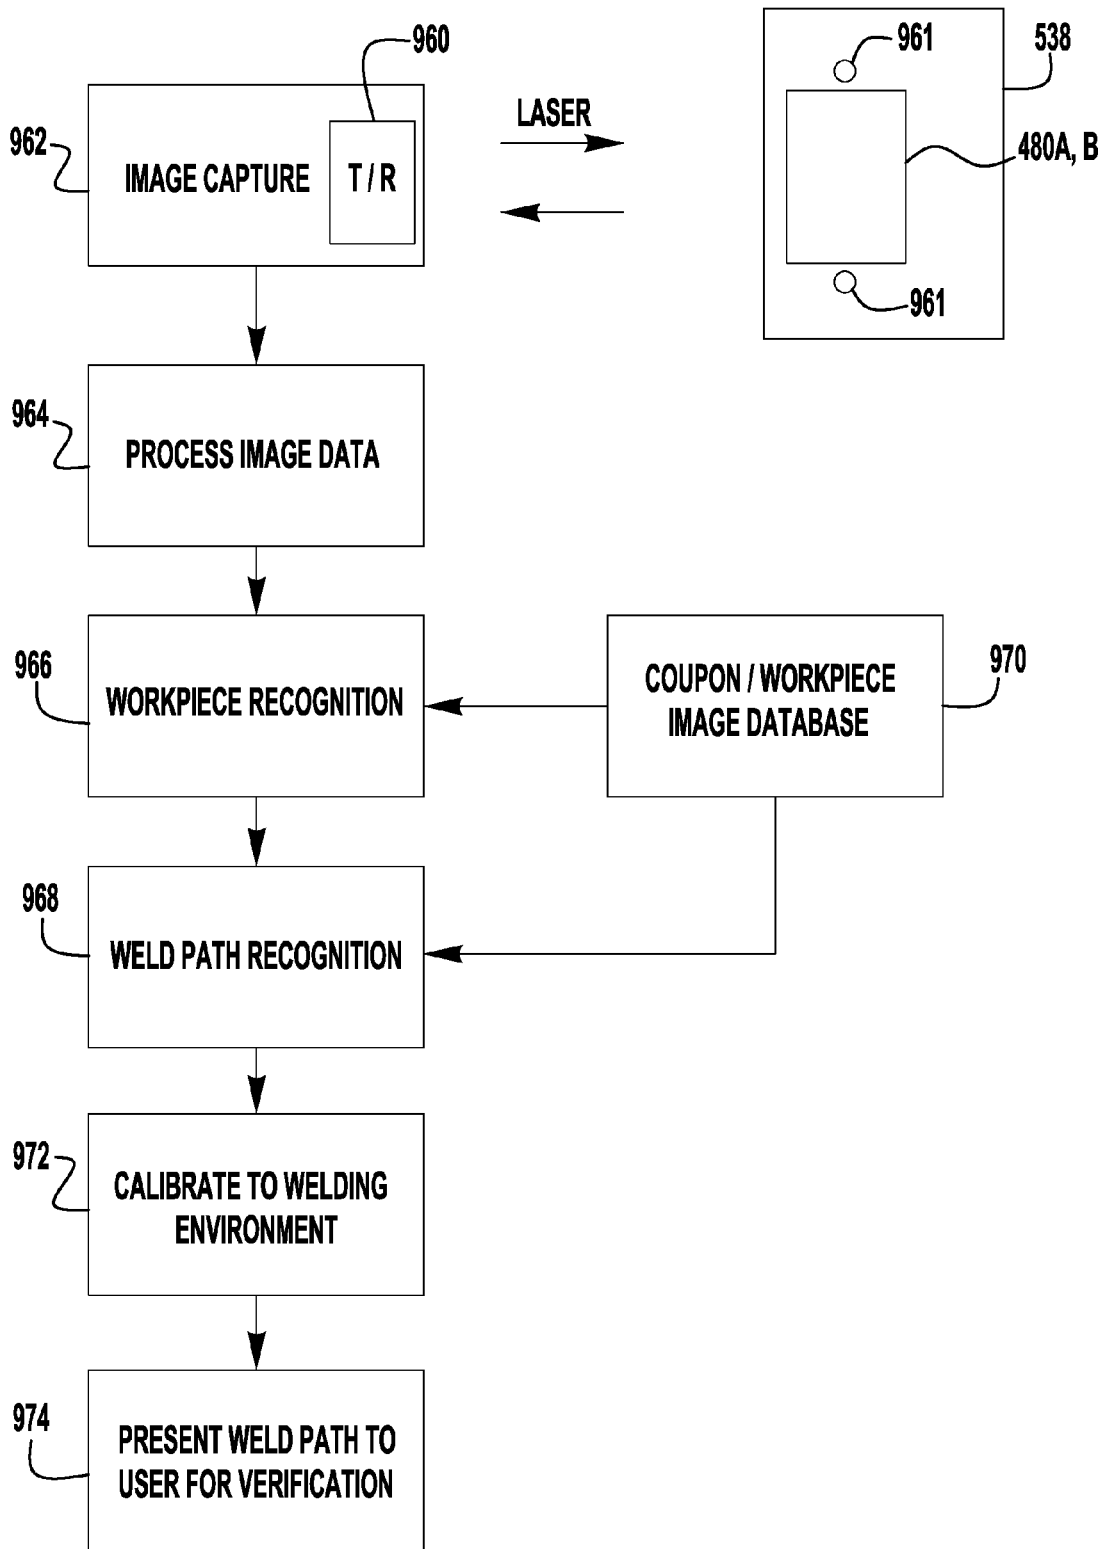 960
961
538
962
IMAGE CAPTURE
T / R
LASER
480A, B
961
964
PROCESS IMAGE DATA
966
WORKPIECE RECOGNITION
COUPON / WORKPIECE
IMAGE DATABASE
970
968
WELD PATH RECOGNITION
972
CALIBRATE TO WELDING
ENVIRONMENT
974
PRESENT WELD PATH TO
USER FOR VERIFICATION